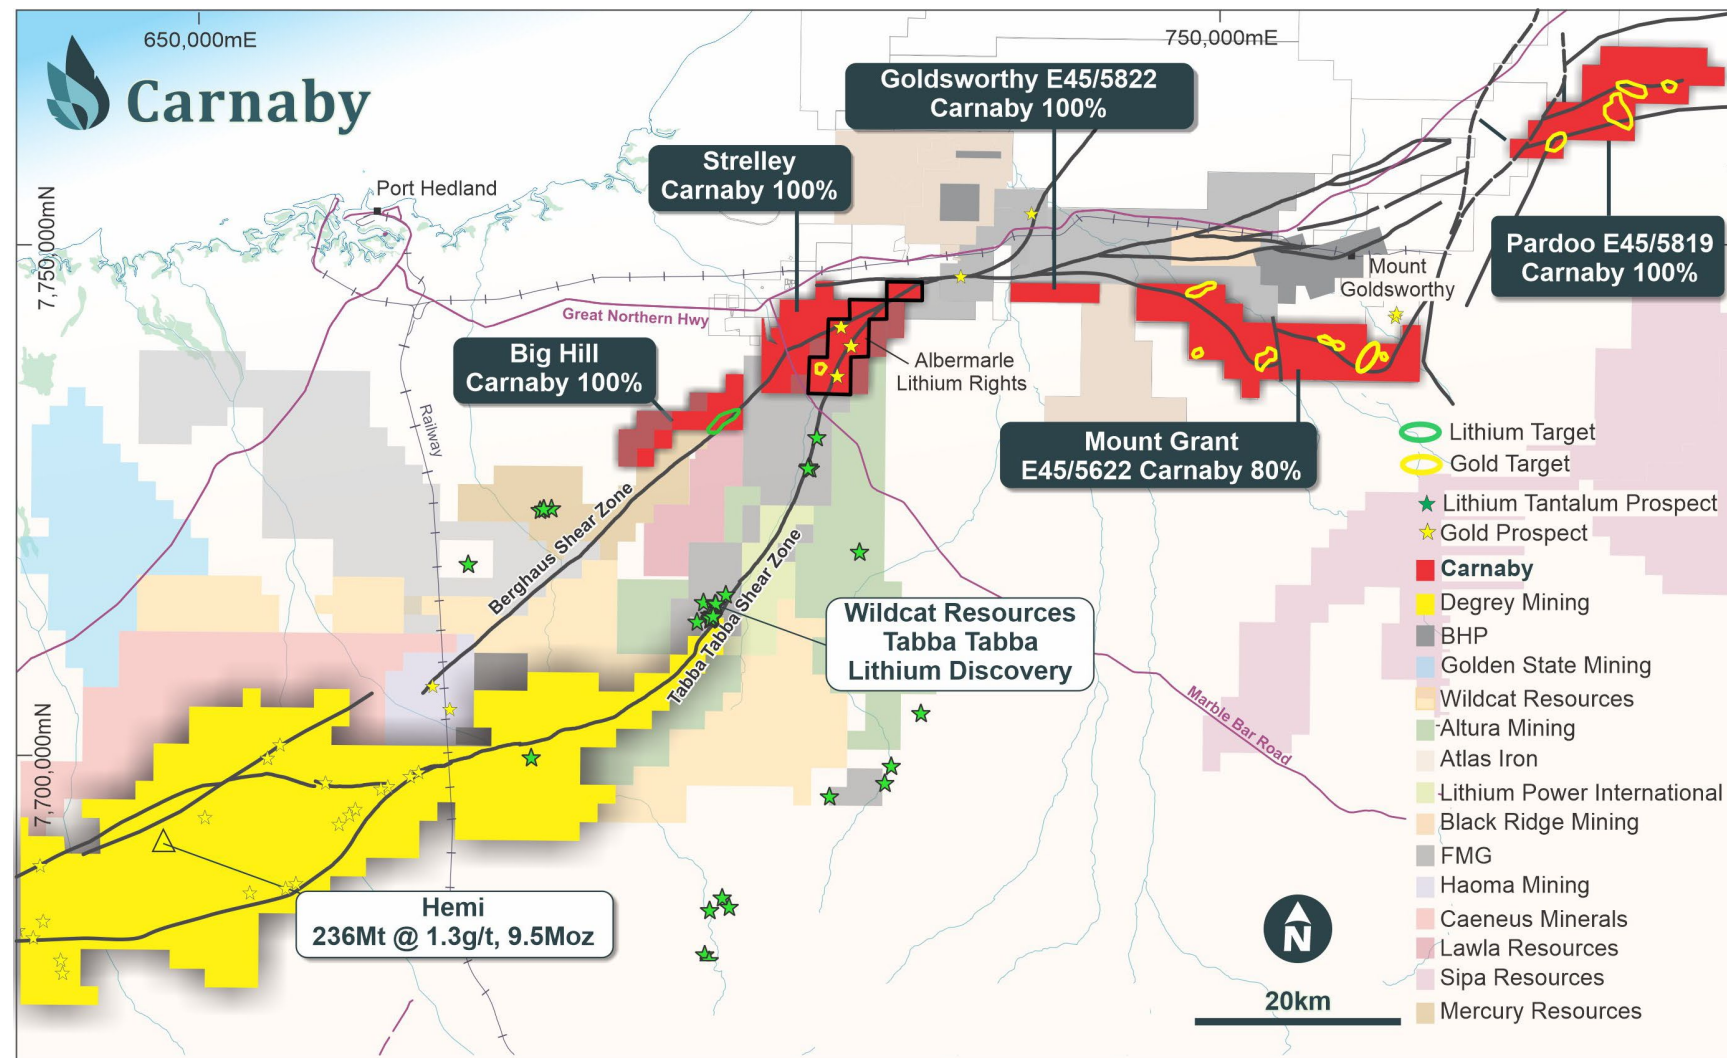 650,000mE
750,000mE
Carnaby
Goldsworthy E45/5822
Carnaby 100%
Strelley
Carnaby 100%
Port Hedland
7,750,000mN
Pardoo E45/5819
Carnaby 100%
Mount
Goldsworthy
Great Northern Hwy
Big Hill
Carnaby 100%
Albermarle
Lithium Rights
Railway
Mount Grant
E45/5622 Carnaby 80%
Berghaus Shear Zone
Tabba Tabba Shear Zone
Wildcat Resources
Tabba Tabba
Lithium Discovery
Marble Bar Road
7,700,000mN
Hemi
236Mt @ 1.3g/t, 9.5Moz
Lithium Target
Gold Target
Lithium Tantalum Prospect
Gold Prospect
Carnaby
Degrey Mining
BHP
Golden State Mining
Wildcat Resources
Altura Mining
Atlas Iron
Lithium Power International
Black Ridge Mining
FMG
Haoma Mining
Caeneus Minerals
Lawla Resources
Sipa Resources
Mercury Resources
N
20km